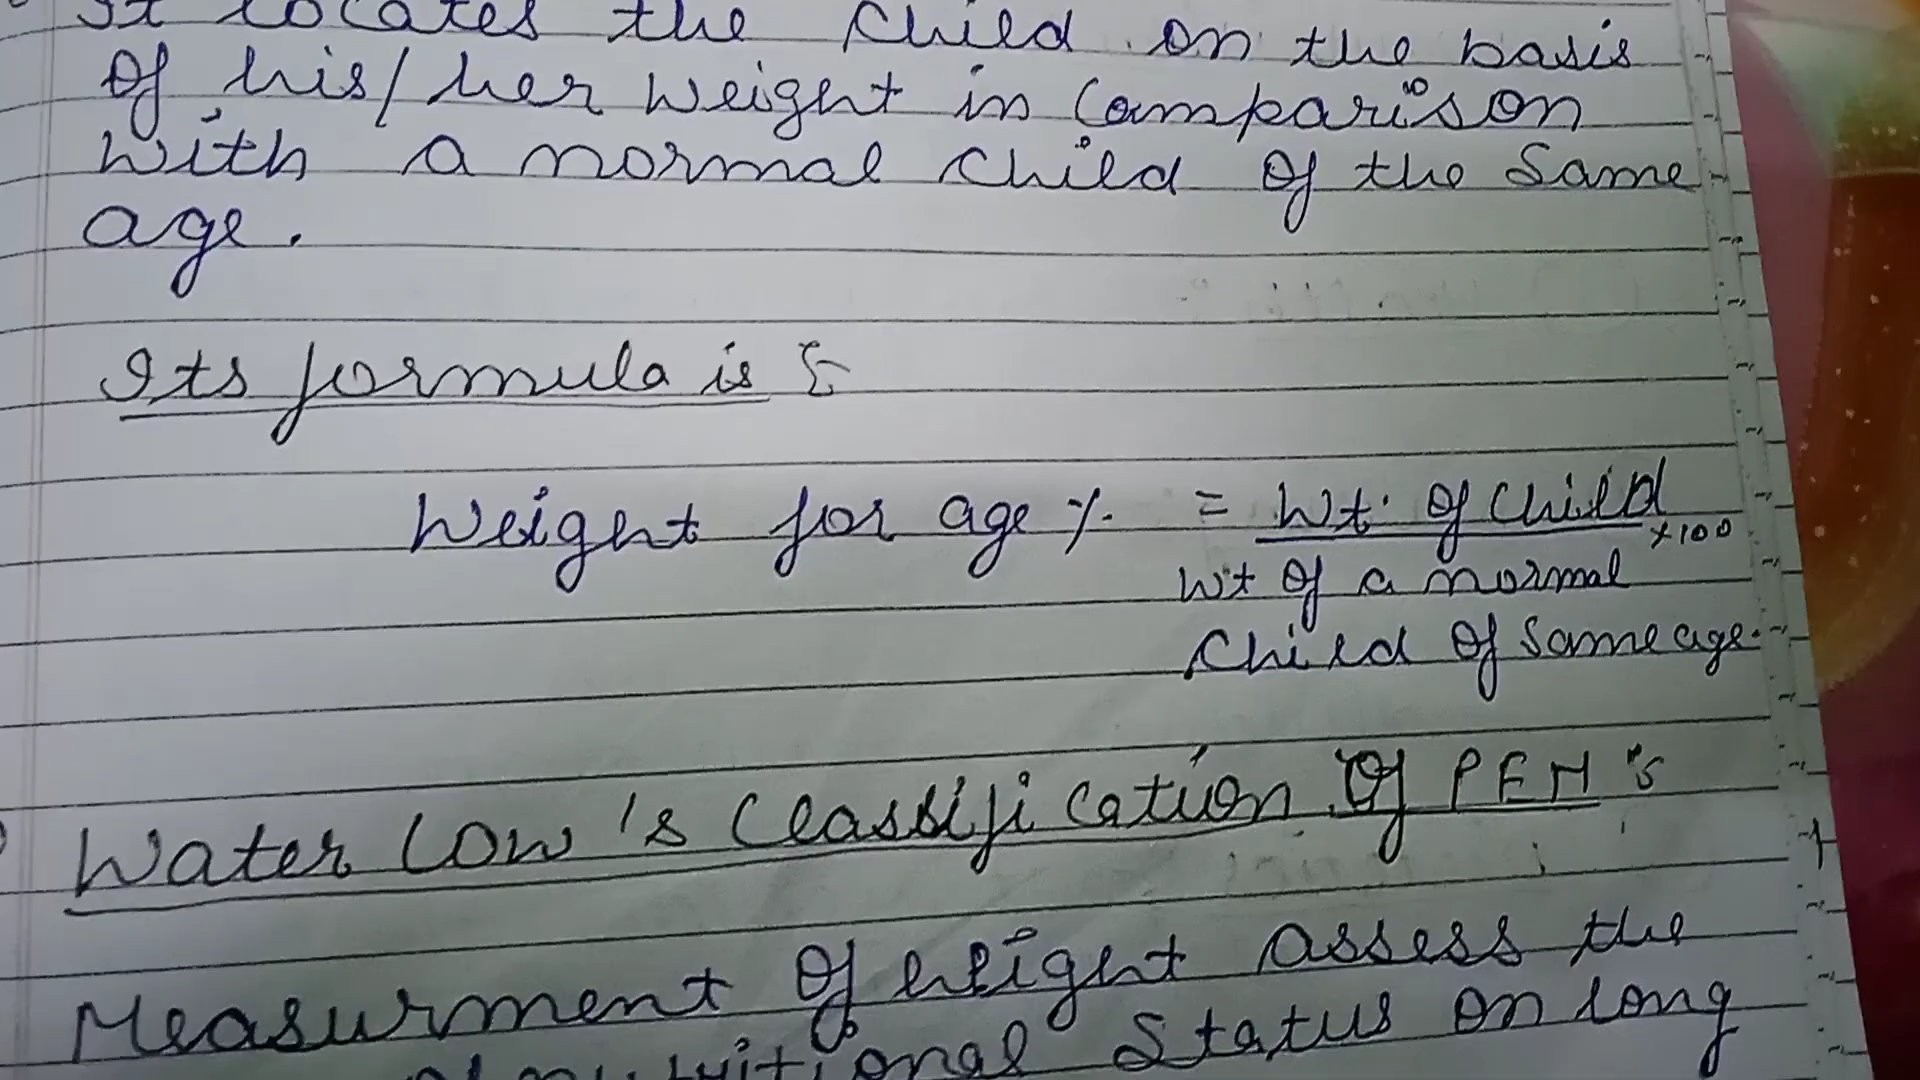 It locates the child on the basis
of his/her weight in comparison
with a normal child of the same
age.
Its formula is :-
Weight for age % = Wt. of child ×100
Wt of a normal
child of same age.
Water low's classification of PEM :-
Measurment of height assess the
nutritional status on long